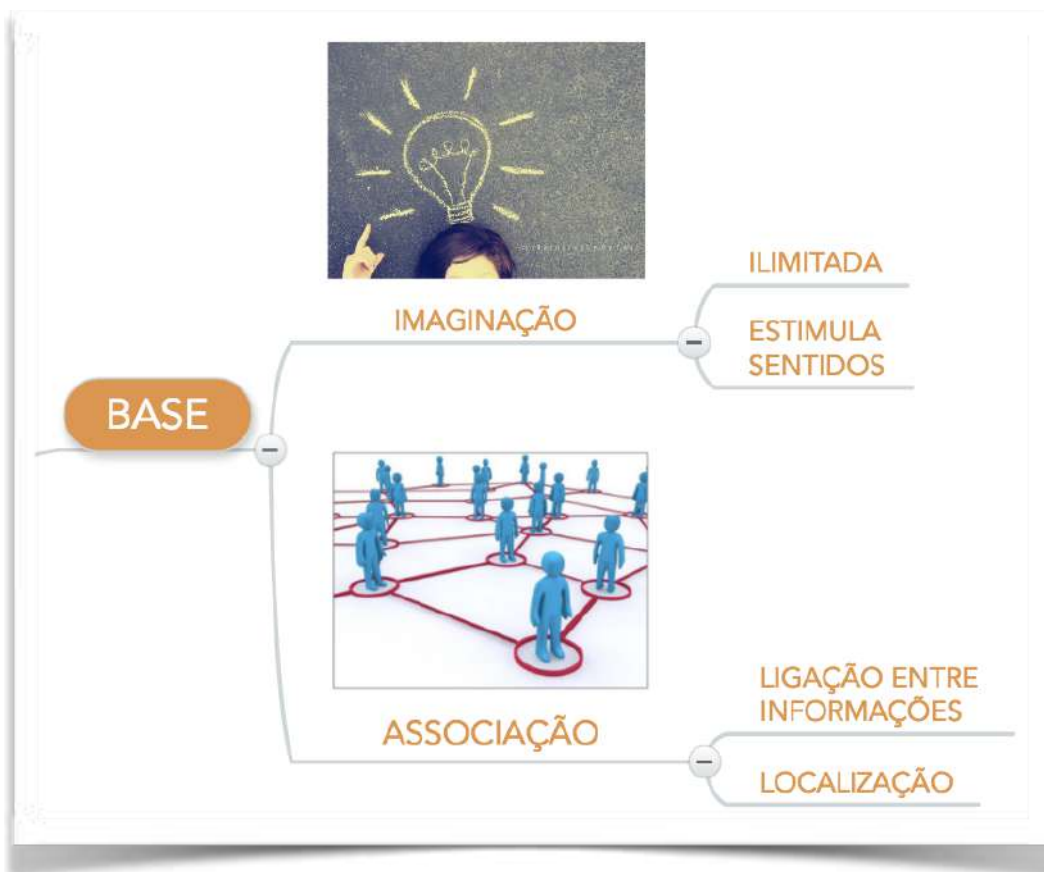 ILIMITADA
IMAGINAÇÃO
ESTIMULA
SENTIDOS
BASE
LIGAÇÃO ENTRE
INFORMAÇÕES
ASSOCIAÇÃO
LOCALIZAÇÃO